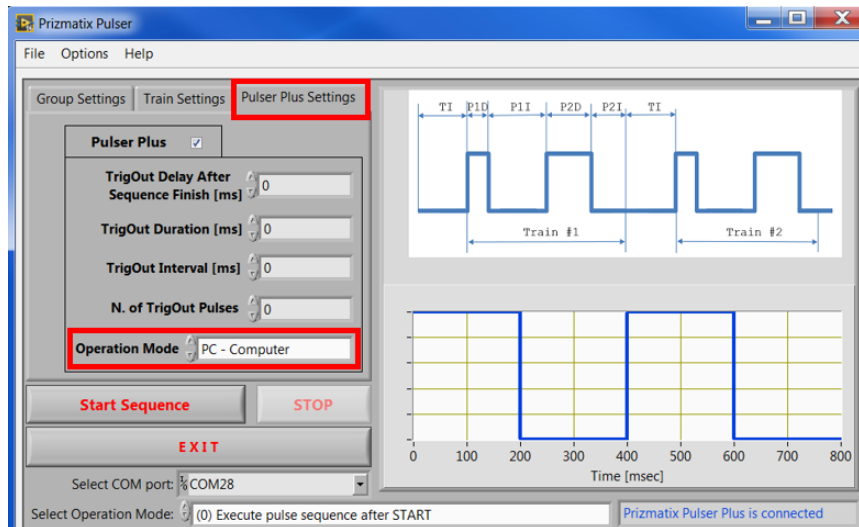 Prizmatix Pulser
File Options Help
Group Settings Train Settings Pulser Plus Settings
Pulser Plus
TrigOut Delay After
Sequence Finish [ms] 0
TrigOut Duration [ms] 0
TrigOut Interval [ms] 0
N. of TrigOut Pulses 0
Operation Mode PC - Computer
Start Sequence STOP
EXIT
Select COM port: COM28
Select Operation Mode: (0) Execute pulse sequence after START
TI P1D P1I P2D P2I TI
Train #1 Train #2
0 100 200 300 400 500 600 700 800
Time [msec]
Prizmatix Pulser Plus is connected